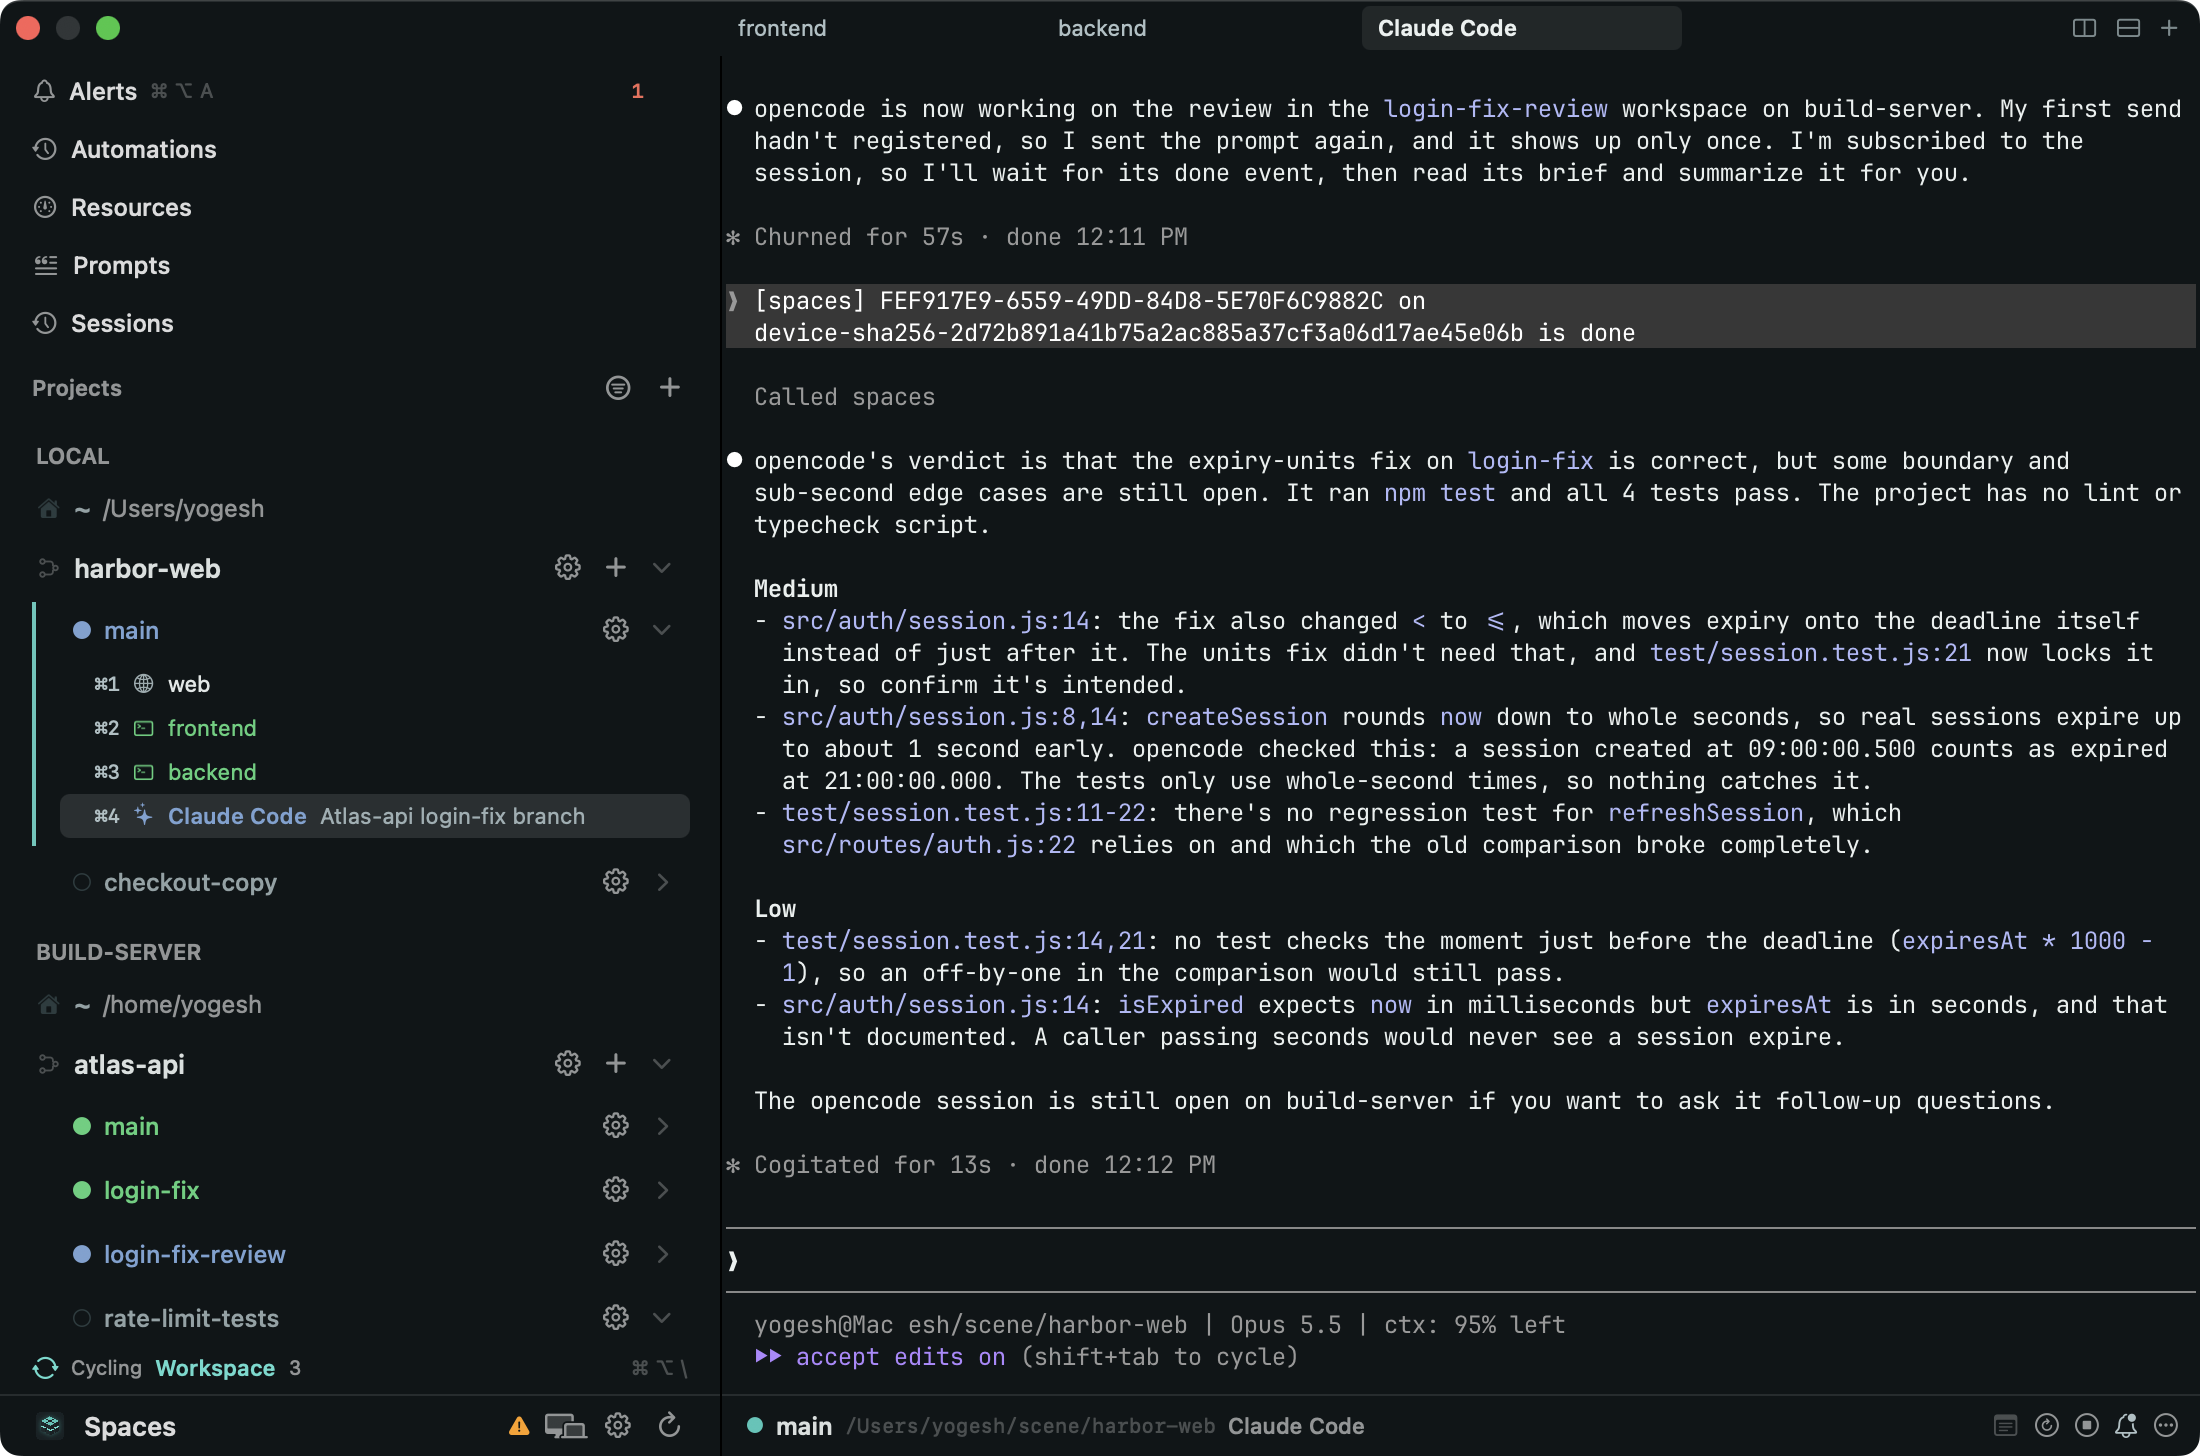 frontend
backend
Claude Code
Alerts ⌘⌥A
1
Automations
Resources
Prompts
Sessions
Projects
LOCAL
~ /Users/yogesh
harbor-web
main
⌘1 web
⌘2 frontend
⌘3 backend
⌘4 Claude Code Atlas-api login-fix branch
checkout-copy
BUILD-SERVER
~ /home/yogesh
atlas-api
main
login-fix
login-fix-review
rate-limit-tests
Cycling Workspace 3 ⌘⌥\
Spaces
● opencode is now working on the review in the login-fix-review workspace on build-server. My first send
hadn't registered, so I sent the prompt again, and it shows up only once. I'm subscribed to the
session, so I'll wait for its done event, then read its brief and summarize it for you.
✻ Churned for 57s · done 12:11 PM
❯ [spaces] FEF917E9-6559-49DD-84D8-5E70F6C9882C on
device-sha256-2d72b891a41b75a2ac885a37cf3a06d17ae45e06b is done
Called spaces
● opencode's verdict is that the expiry-units fix on login-fix is correct, but some boundary and
sub-second edge cases are still open. It ran npm test and all 4 tests pass. The project has no lint or
typecheck script.
Medium
- src/auth/session.js:14: the fix also changed < to <=, which moves expiry onto the deadline itself
instead of just after it. The units fix didn't need that, and test/session.test.js:21 now locks it
in, so confirm it's intended.
- src/auth/session.js:8,14: createSession rounds now down to whole seconds, so real sessions expire up
to about 1 second early. opencode checked this: a session created at 09:00:00.500 counts as expired
at 21:00:00.000. The tests only use whole-second times, so nothing catches it.
- test/session.test.js:11-22: there's no regression test for refreshSession, which
src/routes/auth.js:22 relies on and which the old comparison broke completely.
Low
- test/session.test.js:14,21: no test checks the moment just before the deadline (expiresAt * 1000 -
1), so an off-by-one in the comparison would still pass.
- src/auth/session.js:14: isExpired expects now in milliseconds but expiresAt is in seconds, and that
isn't documented. A caller passing seconds would never see a session expire.
The opencode session is still open on build-server if you want to ask it follow-up questions.
✻ Cogitated for 13s · done 12:12 PM
❯
yogesh@Mac esh/scene/harbor-web | Opus 5.5 | ctx: 95% left
⏵⏵ accept edits on (shift+tab to cycle)
main /Users/yogesh/scene/harbor-web Claude Code